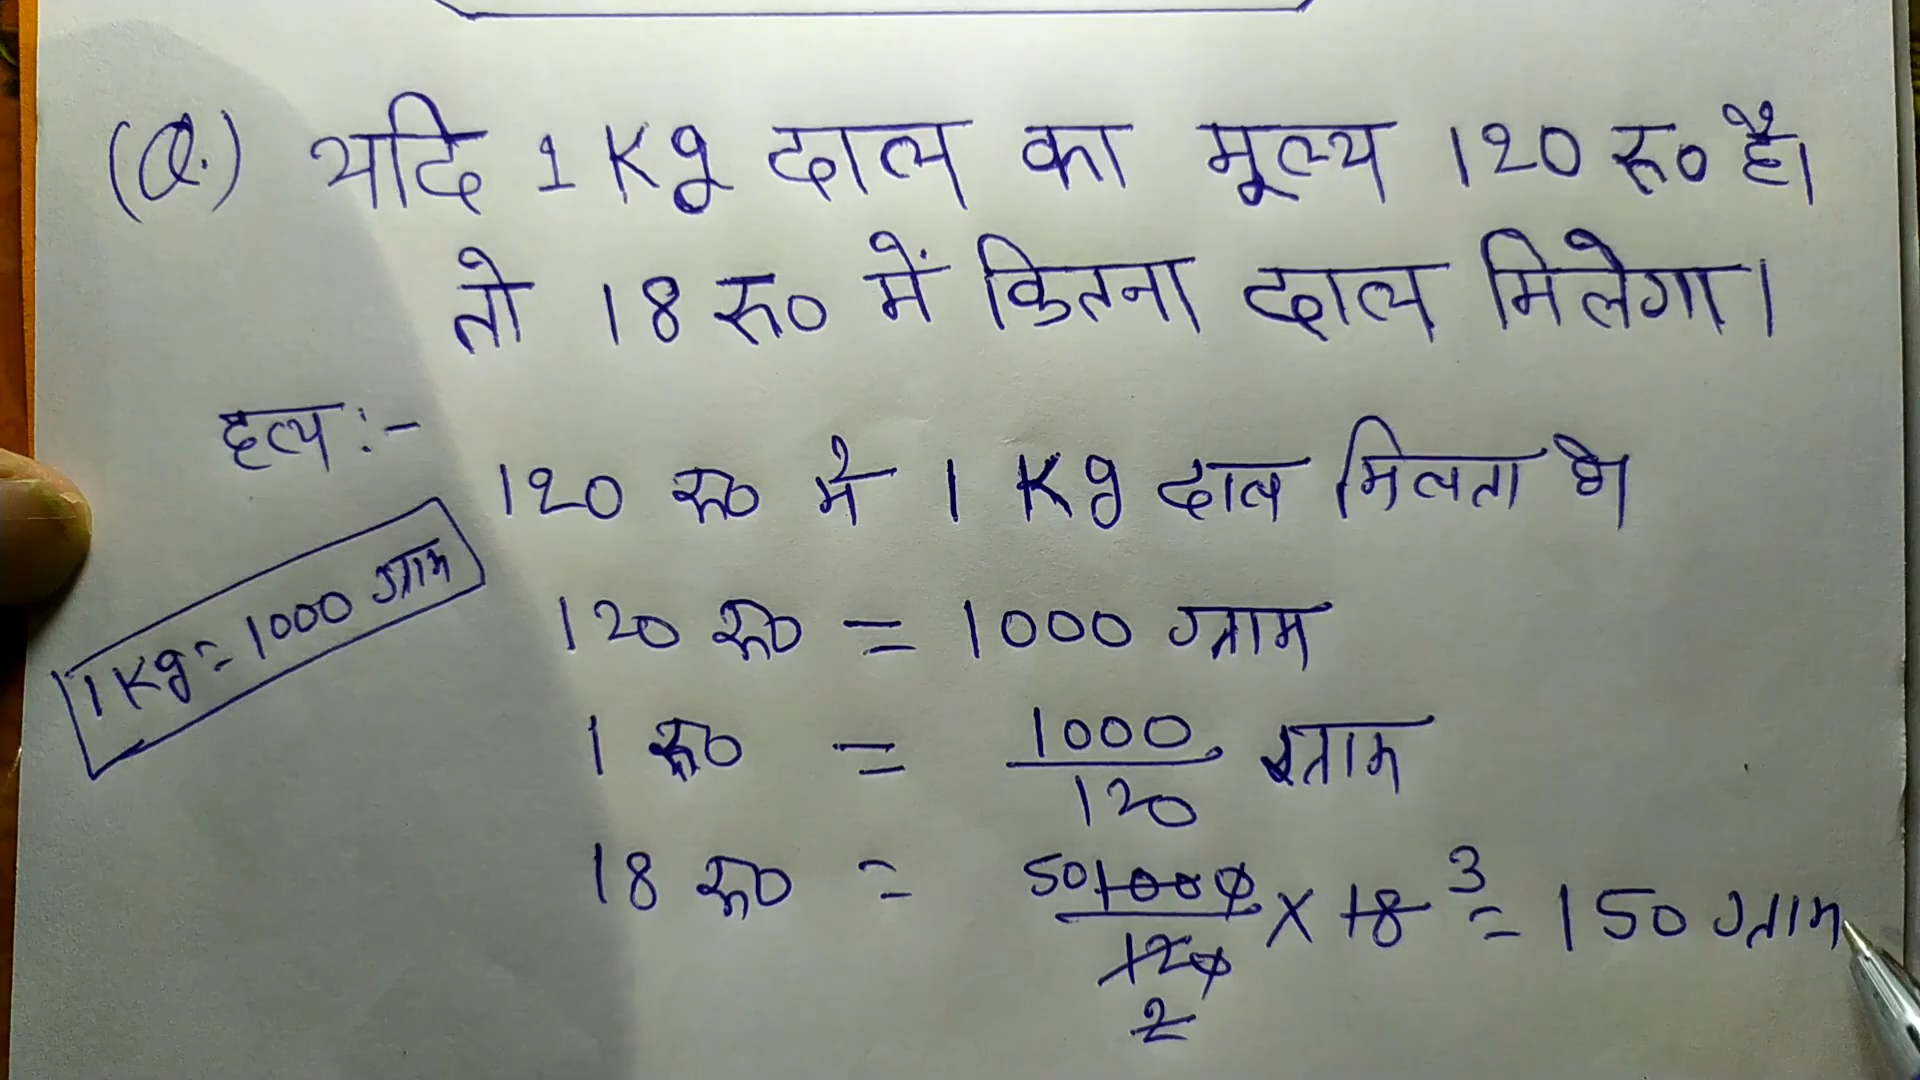 (Q.) यदि 1 Kg दाल का मूल्य 120 रु० है।
तो 18 रु० में कितना दाल मिलेगा।
हल :-
120 रु० में 1 Kg दाल मिलता है।
1 Kg = 1000 ग्राम
120 रु० = 1000 ग्राम
1 रु० = 1000/120 ग्राम
18 रु० = 50 1000/120 2 × 18 3 = 150 ग्राम